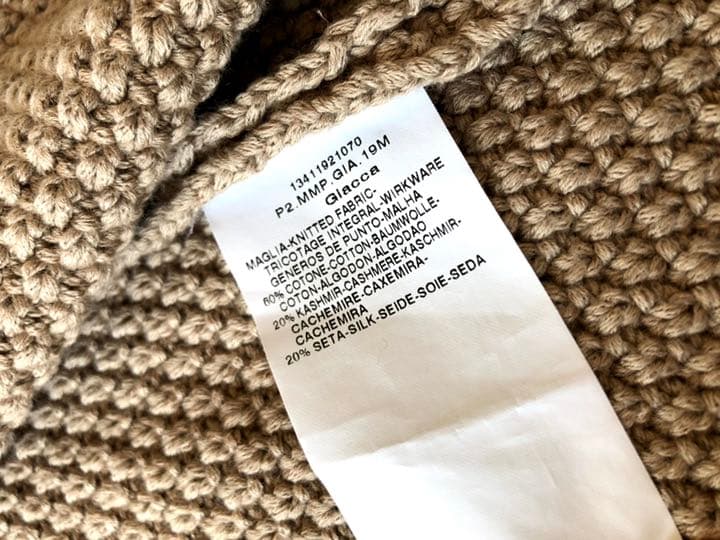 13411921070
P2.MMP.GIA.19M
Giacca
MAGLIA-KNITTED FABRIC-
TRICOTAGE INTEGRAL-WIRKWARE
GENEROS DE PUNTO-MALHA
60% COTONE-COTTON-BAUMWOLLE-
COTON-ALGODON-ALGODAO
20% KASHMIR-CASHMERE-KASCHMIR-
CACHEMIRE-CAXEMIRA-
CACHEMIRA
20% SETA-SILK-SEIDE-SOIE-SEDA